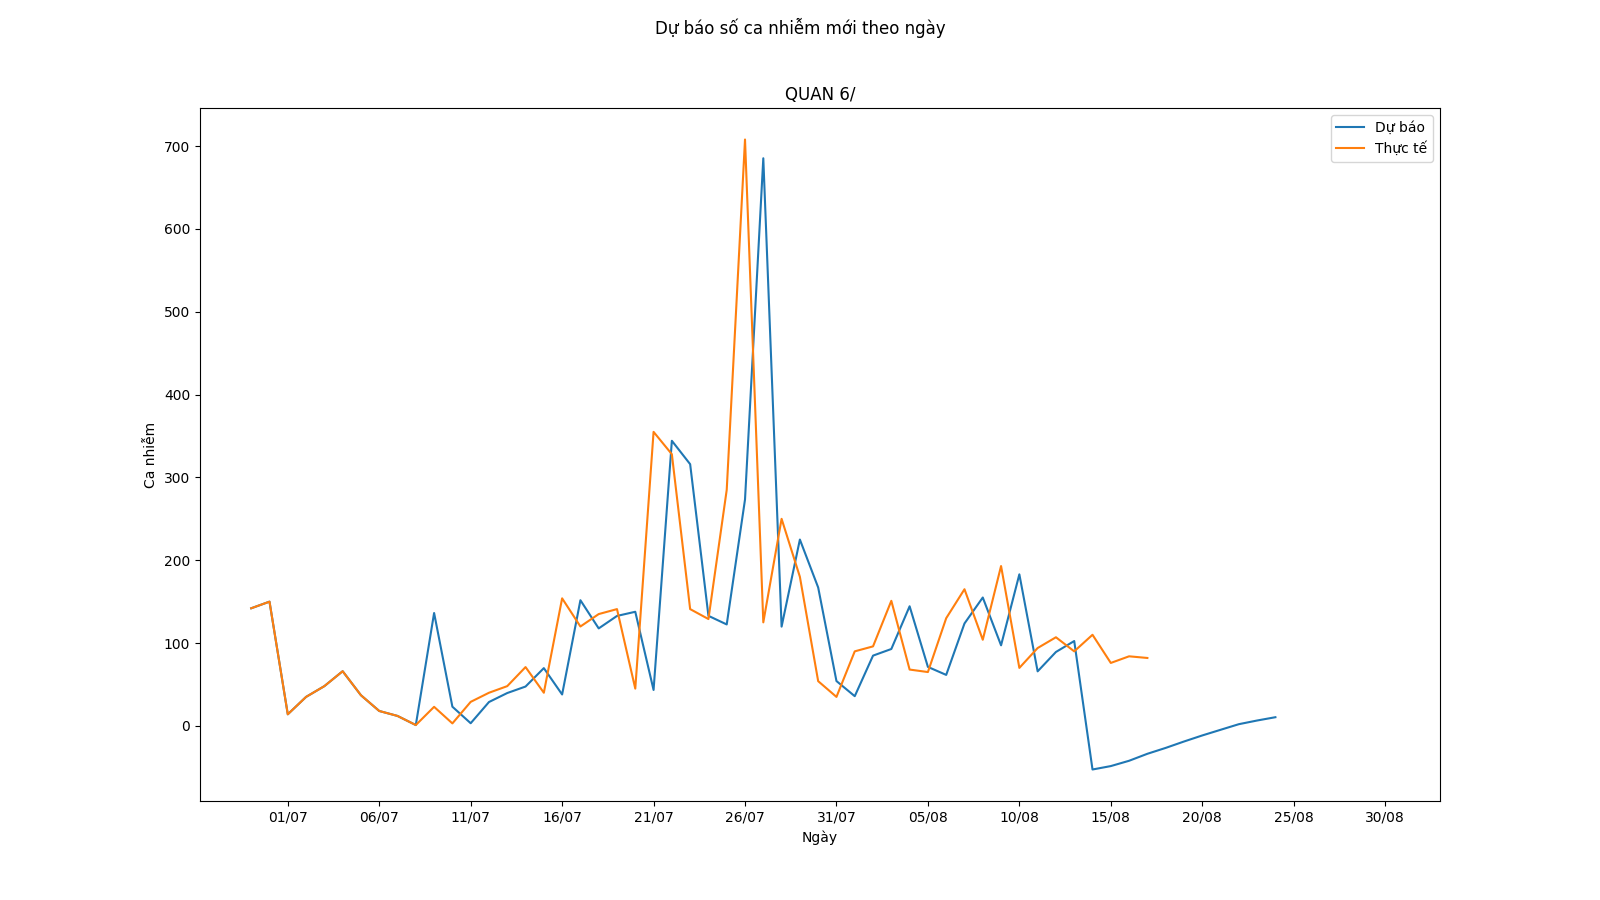 Dự báo số ca nhiễm mới theo ngày
QUAN 6/
Dự báo
Thực tế
700
600
500
400
300
200
100
0
Ca nhiễm
01/07 06/07 11/07 16/07 21/07 26/07 31/07 05/08 10/08 15/08 20/08 25/08 30/08
Ngày